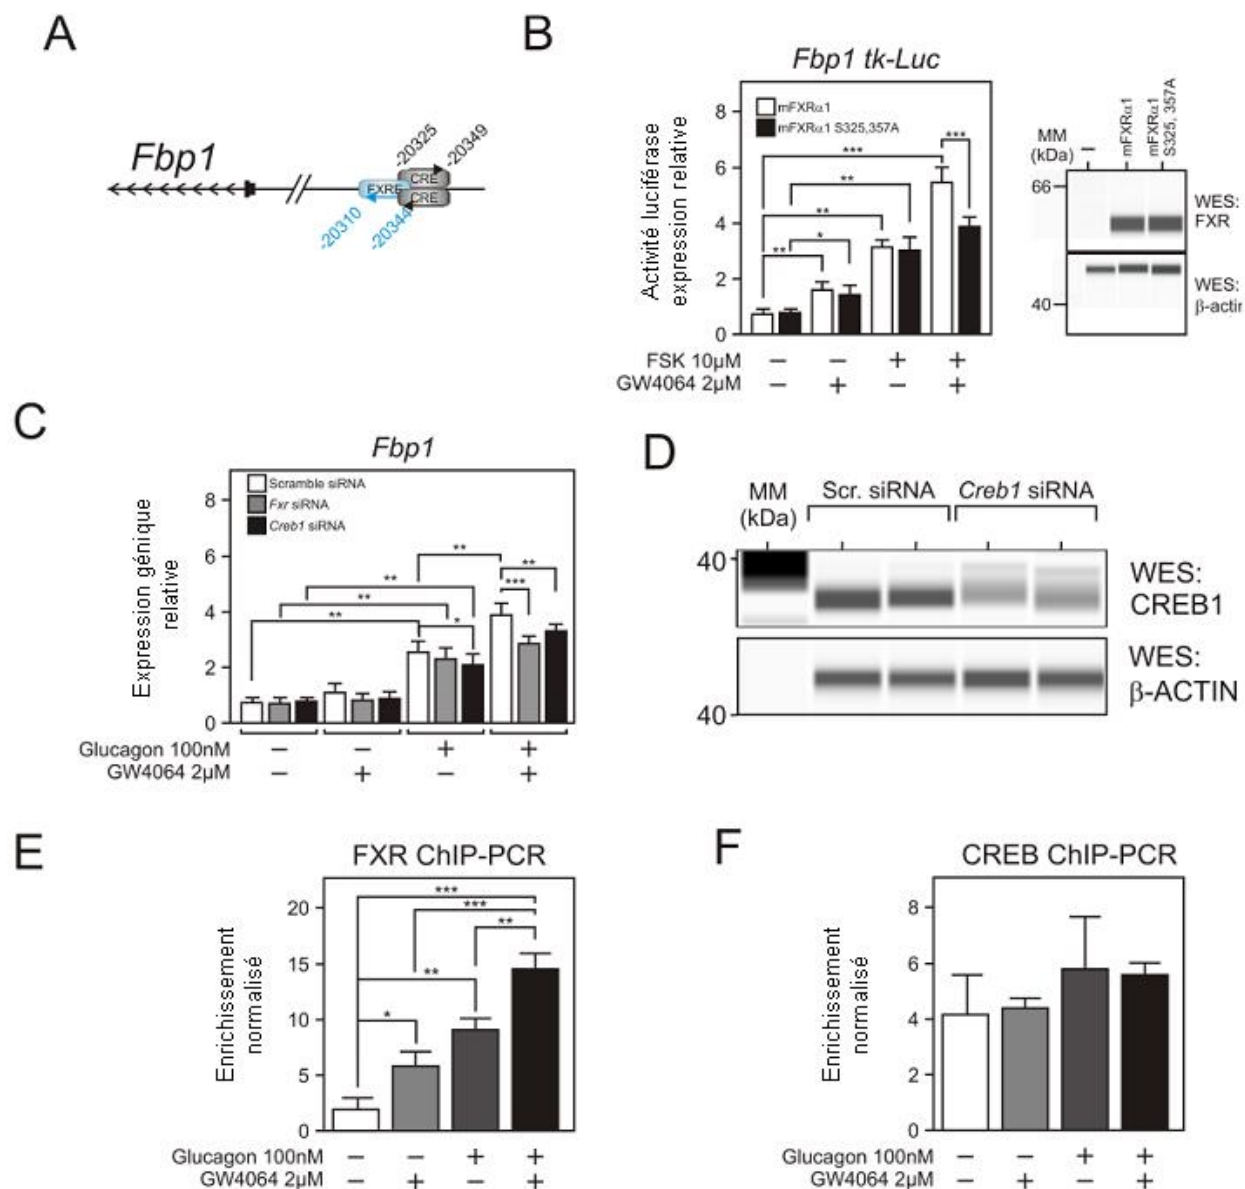 A
Fbp1
-20325
-20349
FXRE
CRE
CRE
-20310
-20344
B
Fbp1 tk-Luc
Activité luciférase
expression relative
8
6
4
2
0
mFXRα1
mFXRα1 S325,357A
***
***
**
**
*
**
FSK 10µM − − + +
GW4064 2µM − + − +
MM
(kDa)
−
mFXRα1
mFXRα1
S325, 357A
66
40
WES:
FXR
WES:
β-actin
C
Fbp1
Expression génique
relative
8
6
4
2
0
Scramble siRNA
Fxr siRNA
Creb1 siRNA
**
**
**
***
**
**
*
Glucagon 100nM − − + +
GW4064 2µM − + − +
D
MM
(kDa)
Scr. siRNA
Creb1 siRNA
40
WES:
CREB1
WES:
β-ACTIN
40
E
FXR ChIP-PCR
Enrichissement
normalisé
20
15
10
5
0
***
***
**
**
*
Glucagon 100nM − − + +
GW4064 2µM − + − +
F
CREB ChIP-PCR
Enrichissement
normalisé
8
6
4
2
0
Glucagon 100nM − − + +
GW4064 2µM − + − +